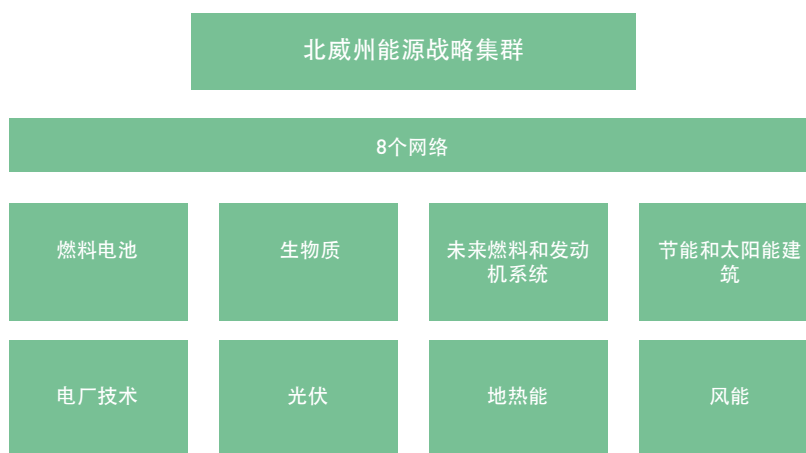 北威州能源战略集群
8个网络
燃料电池
生物质
未来燃料和发动
机系统
节能和太阳能建
筑
电厂技术
光伏
地热能
风能